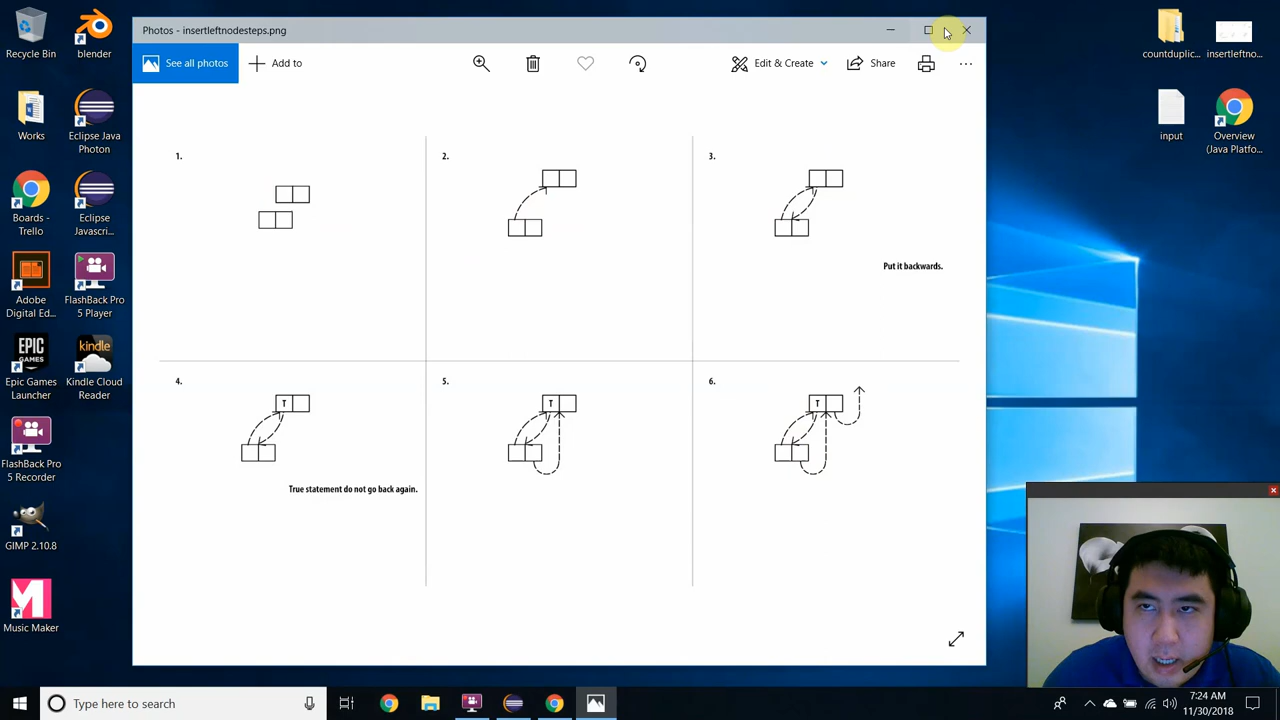 Recycle Bin
blender
Works
Eclipse Java Photon
Boards - Trello
Eclipse Javascri...
Adobe Digital Ed...
FlashBack Pro 5 Player
Epic Games Launcher
Kindle Cloud Reader
FlashBack Pro 5 Recorder
GIMP 2.10.8
Music Maker
EPIC GAMES
kindle
Photos - insertleftnodesteps.png
See all photos
Add to
Edit & Create
Share
1.
2.
3.
Put it backwards.
4.
T
True statement do not go back again.
5.
T
6.
T
countduplic...
insertleftno...
input
Overview (Java Platfo...
Type here to search
7:24 AM
11/30/2018